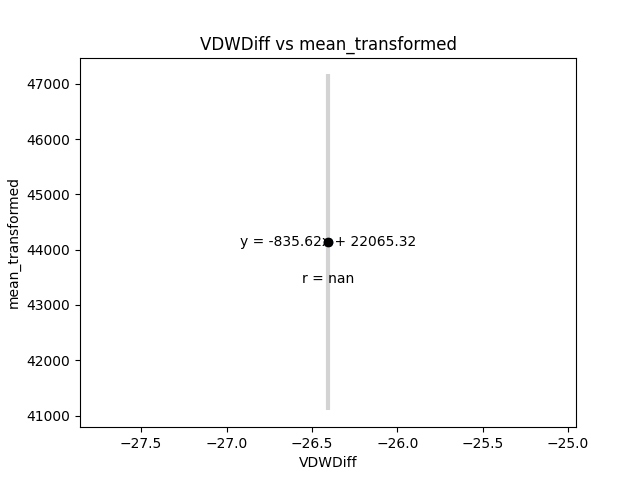 VDWDiff vs mean_transformed
mean_transformed
47000
46000
45000
44000
43000
42000
41000
y = -835.62x + 22065.32
r = nan
−27.5 −27.0 −26.5 −26.0 −25.5 −25.0
VDWDiff